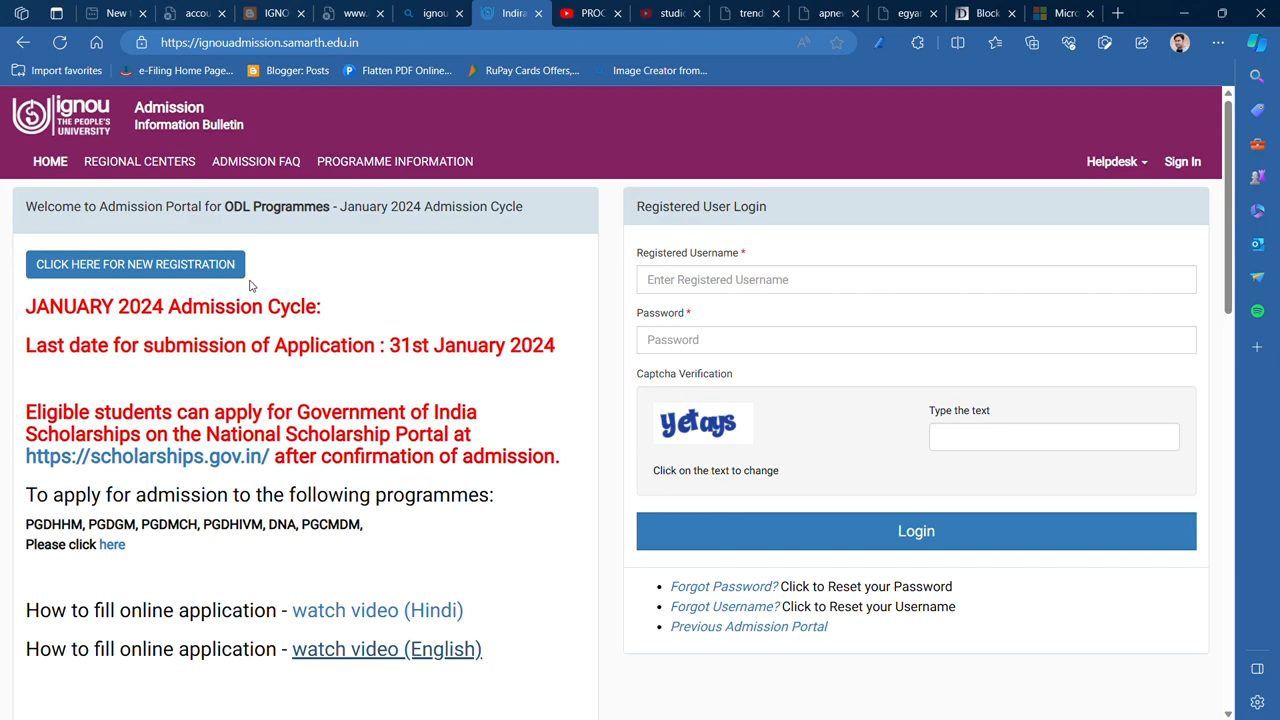 New t
accou
IGNO
www.
ignou
Indira
PROC
studic
trend
apnev
egyar
Block
Micro
https://ignouadmission.samarth.edu.in
Import favorites
e-Filing Home Page...
Blogger: Posts
Flatten PDF Online...
RuPay Cards Offers,...
Image Creator from...
ignou
THE PEOPLE'S
UNIVERSITY
Admission
Information Bulletin
HOME REGIONAL CENTERS ADMISSION FAQ PROGRAMME INFORMATION
Helpdesk Sign In
Welcome to Admission Portal for ODL Programmes - January 2024 Admission Cycle
CLICK HERE FOR NEW REGISTRATION
JANUARY 2024 Admission Cycle:
Last date for submission of Application : 31st January 2024
Eligible students can apply for Government of India
Scholarships on the National Scholarship Portal at
https://scholarships.gov.in/ after confirmation of admission.
To apply for admission to the following programmes:
PGDHHM, PGDGM, PGDMCH, PGDHIVM, DNA, PGCMDM,
Please click here
How to fill online application - watch video (Hindi)
How to fill online application - watch video (English)
Registered User Login
Registered Username *
Enter Registered Username
Password *
Password
Captcha Verification
yetays
Type the text
Click on the text to change
Login
• Forgot Password? Click to Reset your Password
• Forgot Username? Click to Reset your Username
• Previous Admission Portal